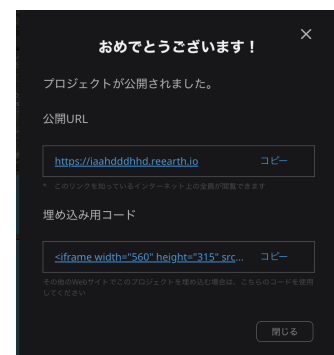 おめでとうございます！
プロジェクトが公開されました。
公開URL
https://iaahdddhhd.reearth.io
コピー
* このリンクを知っているインターネット上の全員が閲覧できます
埋め込み用コード
<iframe width="560" height="315" src...
コピー
その他のWebサイトでこのプロジェクトを埋め込む場合は、こちらのコードを使用
してください
閉じる